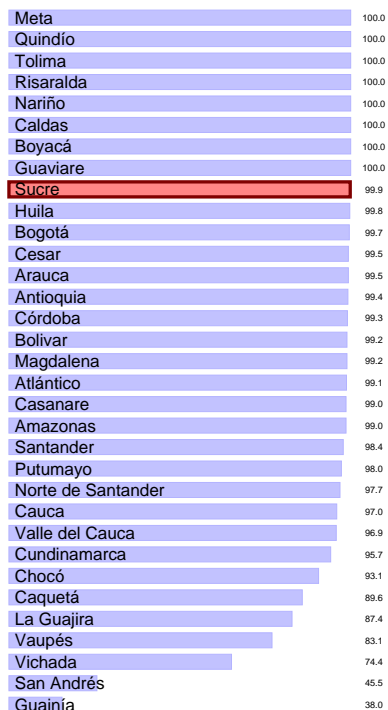 Meta 100.0
Quindío 100.0
Tolima 100.0
Risaralda 100.0
Nariño 100.0
Caldas 100.0
Boyacá 100.0
Guaviare 100.0
Sucre 99.9
Huila 99.8
Bogotá 99.7
Cesar 99.5
Arauca 99.5
Antioquia 99.4
Córdoba 99.3
Bolivar 99.2
Magdalena 99.2
Atlántico 99.1
Casanare 99.0
Amazonas 99.0
Santander 98.4
Putumayo 98.0
Norte de Santander 97.7
Cauca 97.0
Valle del Cauca 96.9
Cundinamarca 95.7
Chocó 93.1
Caquetá 89.6
La Guajira 87.4
Vaupés 83.1
Vichada 74.4
San Andrés 45.5
Guainía 38.0